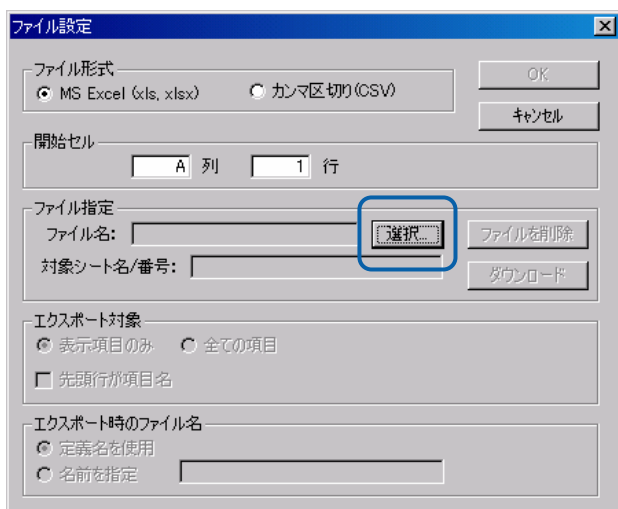 ファイル設定
ファイル形式
MS Excel (xls, xlsx)
カンマ区切り(CSV)
OK
キャンセル
開始セル
A 列 1 行
ファイル指定
ファイル名:
選択...
ファイルを削除
対象シート名/番号:
ダウンロード
エクスポート対象
表示項目のみ
全ての項目
先頭行が項目名
エクスポート時のファイル名
定義名を使用
名前を指定